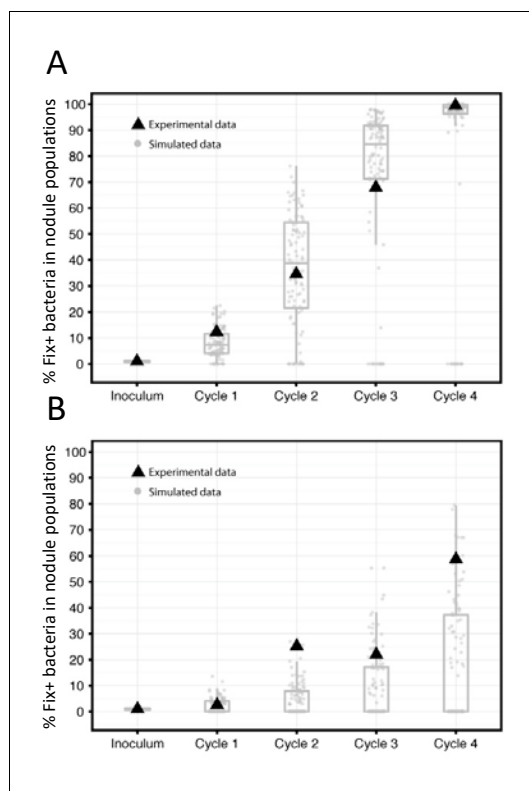 A
% Fix+ bacteria in nodule populations
100
90
80
70
60
50
40
30
20
10
0
Experimental data
Simulated data
Inoculum Cycle 1 Cycle 2 Cycle 3 Cycle 4
B
% Fix+ bacteria in nodule populations
100
90
80
70
60
50
40
30
20
10
0
Experimental data
Simulated data
Inoculum Cycle 1 Cycle 2 Cycle 3 Cycle 4